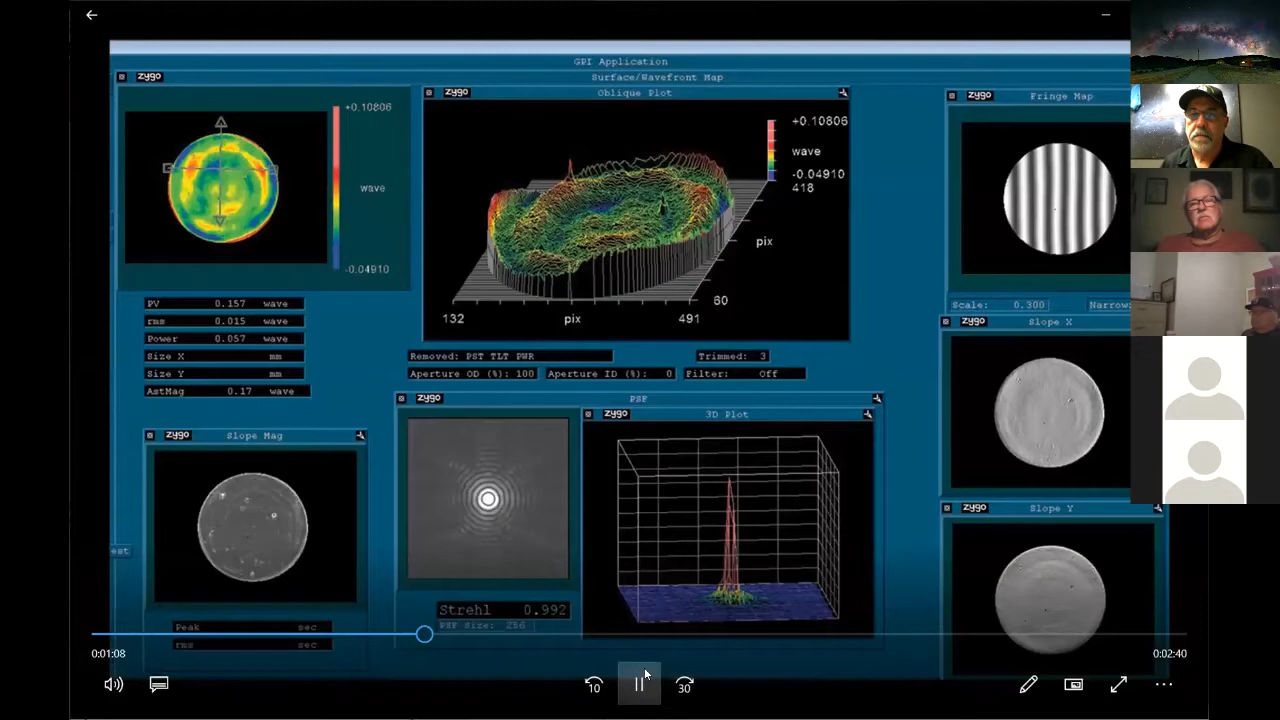 GPI Application
Surface/Wavefront Map
zygo
+0.10806
wave
-0.04910
PV 0.157 wave
rms 0.015 wave
Power 0.057 wave
Size X mm
Size Y mm
AstMag 0.17 wave
zygo Oblique Plot
+0.10806
wave
-0.04910
418
pix
60
132 pix 491
Removed: PST TLT PWR Trimmed: 3
Aperture OD (%): 100 Aperture ID (%): 0 Filter: Off
zygo Fringe Map
Scale: 0.300 Narrow:
zygo Slope X
zygo Slope Mag
Peak sec
rms sec
zygo PSF
zygo 3D Plot
Strehl 0.992
PSF Size: 256
zygo Slope Y
est
0:01:08 0:02:40
10 30